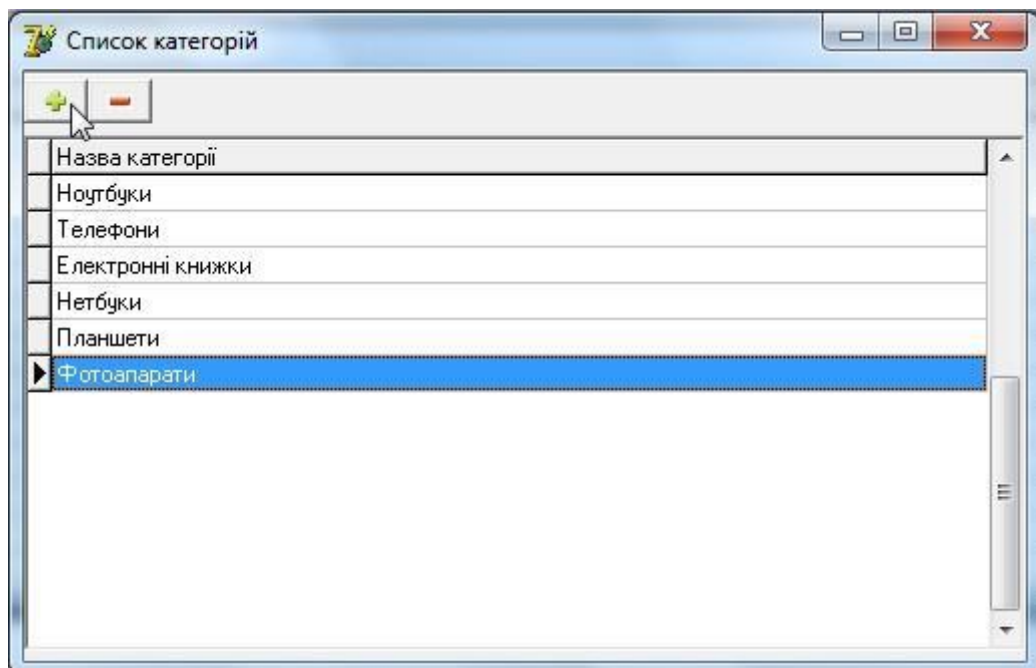 Список категорій
Назва категорії
Ноутбуки
Телефони
Електронні книжки
Нетбуки
Планшети
Фотоапарати